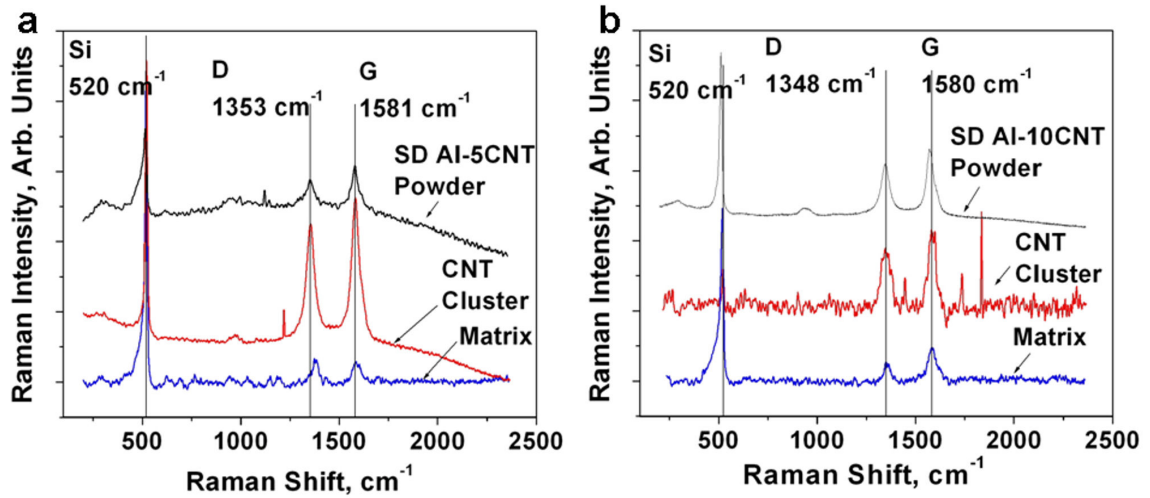 a
Si
520 cm⁻¹
D
1353 cm⁻¹
G
1581 cm⁻¹
SD Al-5CNT
Powder
CNT
Cluster
Matrix
Raman Intensity, Arb. Units
500
1000
1500
2000
2500
Raman Shift, cm⁻¹
b
Si
520 cm⁻¹
D
1348 cm⁻¹
G
1580 cm⁻¹
SD Al-10CNT
Powder
CNT
Cluster
Matrix
Raman Intensity, Arb. Units
500
1000
1500
2000
2500
Raman Shift, cm⁻¹